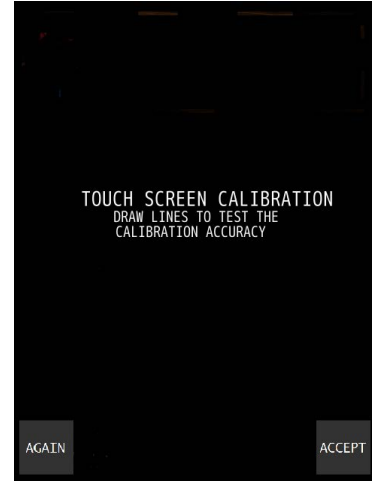 TOUCH SCREEN CALIBRATION
DRAW LINES TO TEST THE
CALIBRATION ACCURACY
AGAIN
ACCEPT